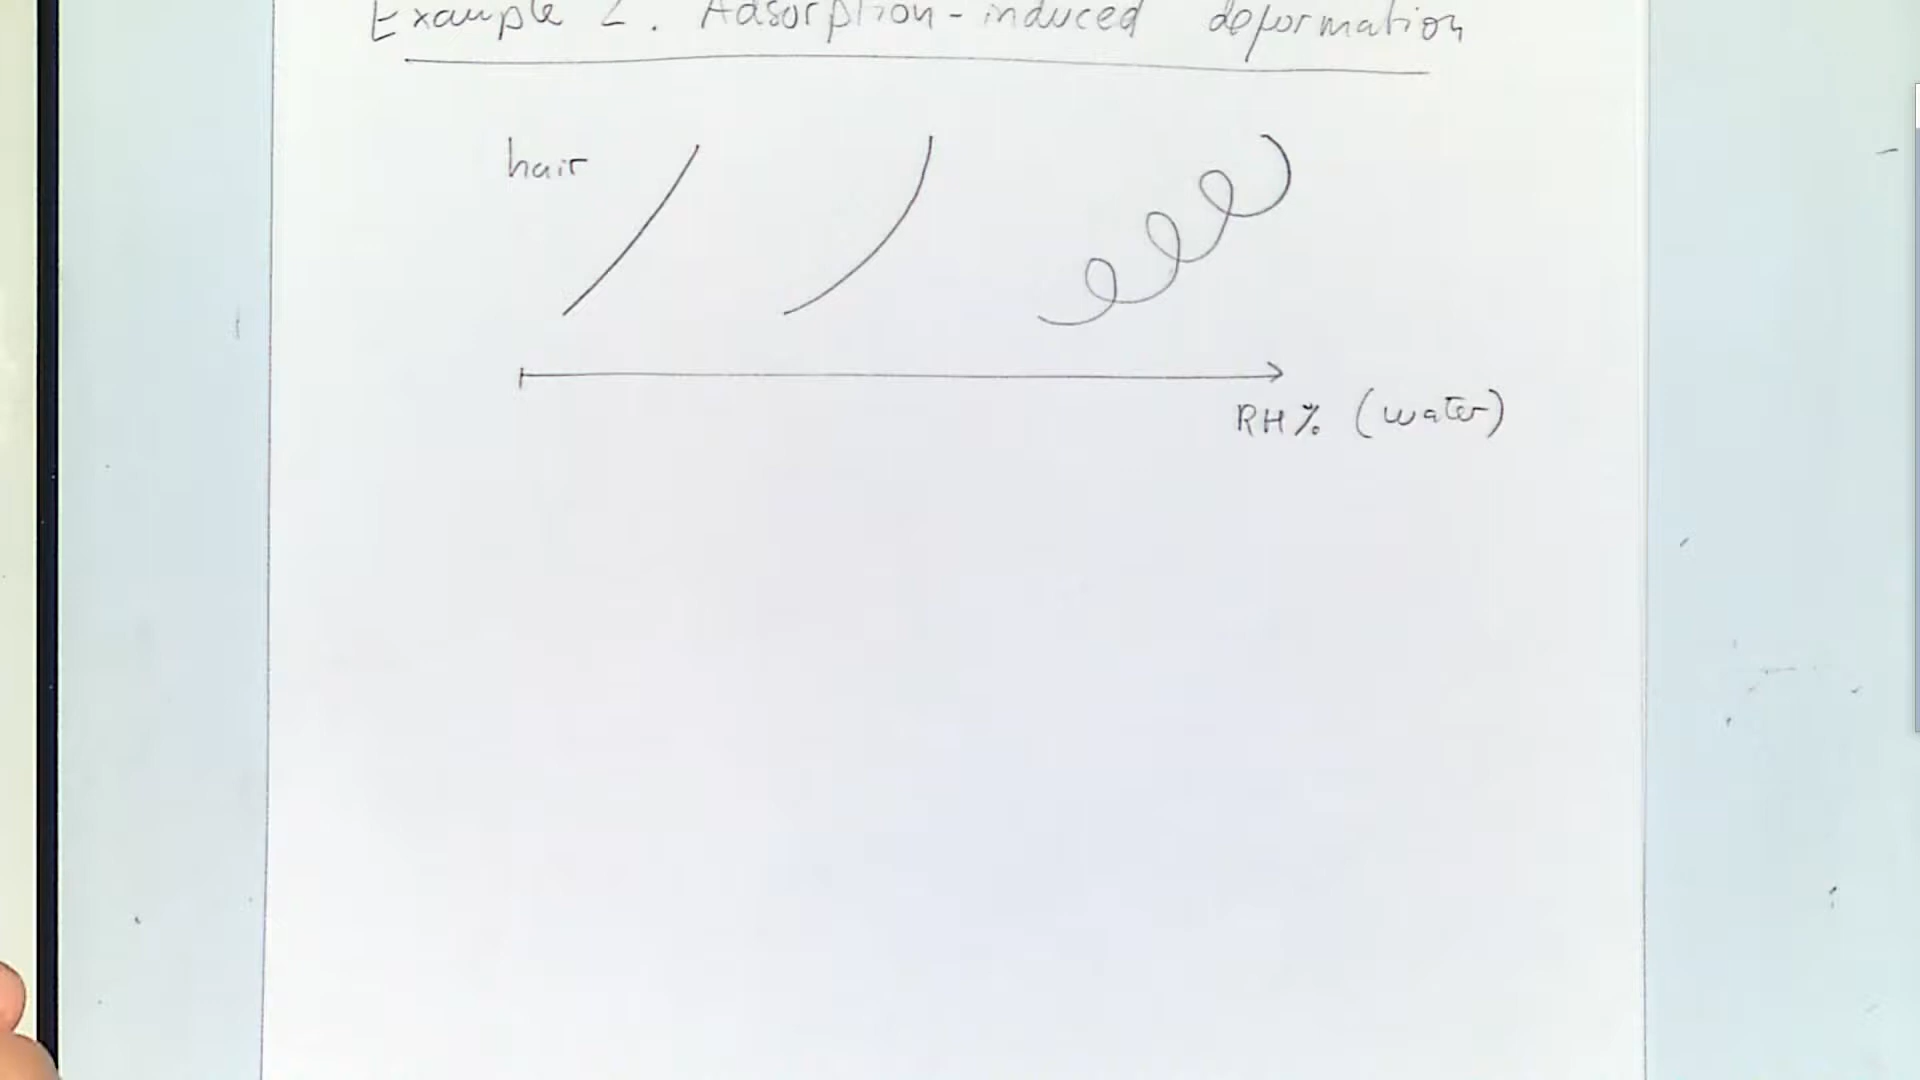 Example 2. Adsorption-induced deformation
hair
RH% (water)